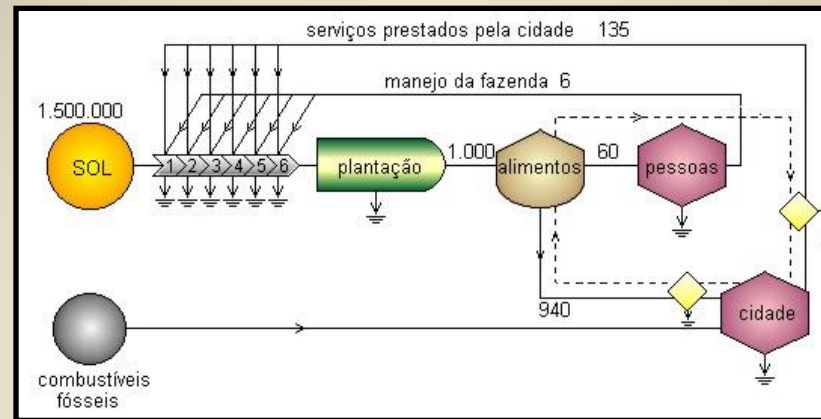 serviços prestados pela cidade 135
manejo da fazenda 6
1.500.000
SOL
1 2 3 4 5 6
plantação
1.000
alimentos
60
pessoas
940
cidade
combustíveis
fósseis